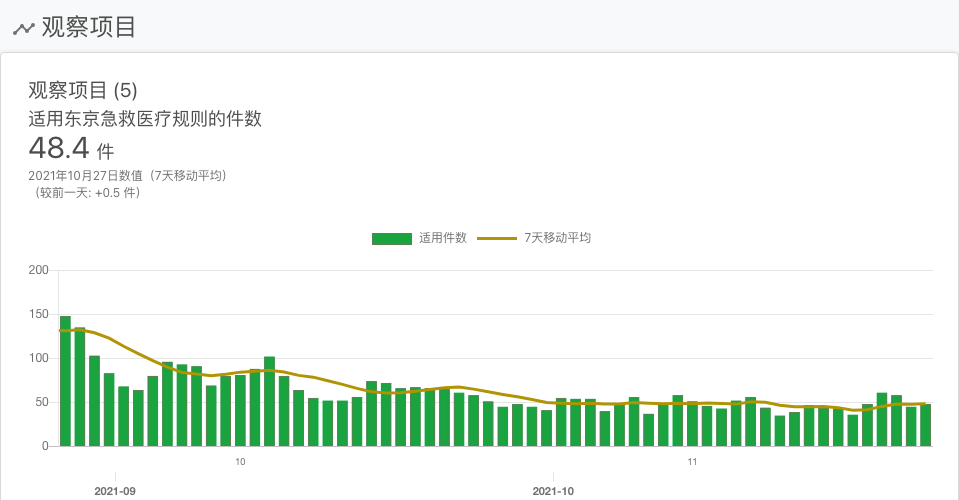 观察项目
观察项目 (5)
适用东京急救医疗规则的件数
48.4 件
2021年10月27日数值（7天移动平均）
（较前一天: +0.5 件）
适用件数 7天移动平均
200
150
100
50
0
10 11
2021-09 2021-10